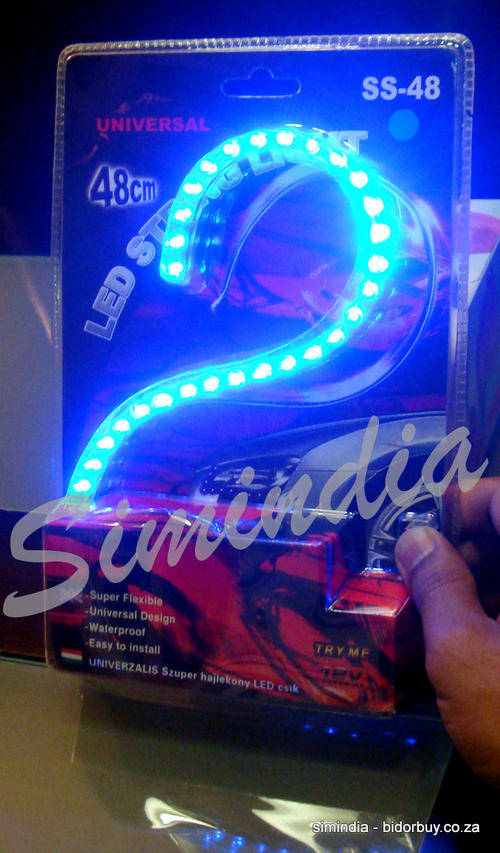 SS-48
UNIVERSAL
48cm
LED STRING LIGHT
Simindia
-Super Flexible
-Universal Design
-Waterproof
-Easy to install
UNIVERZALIS Szuper hajlekony LED csik
TRY ME
12V
simindia - bidorbuy.co.za